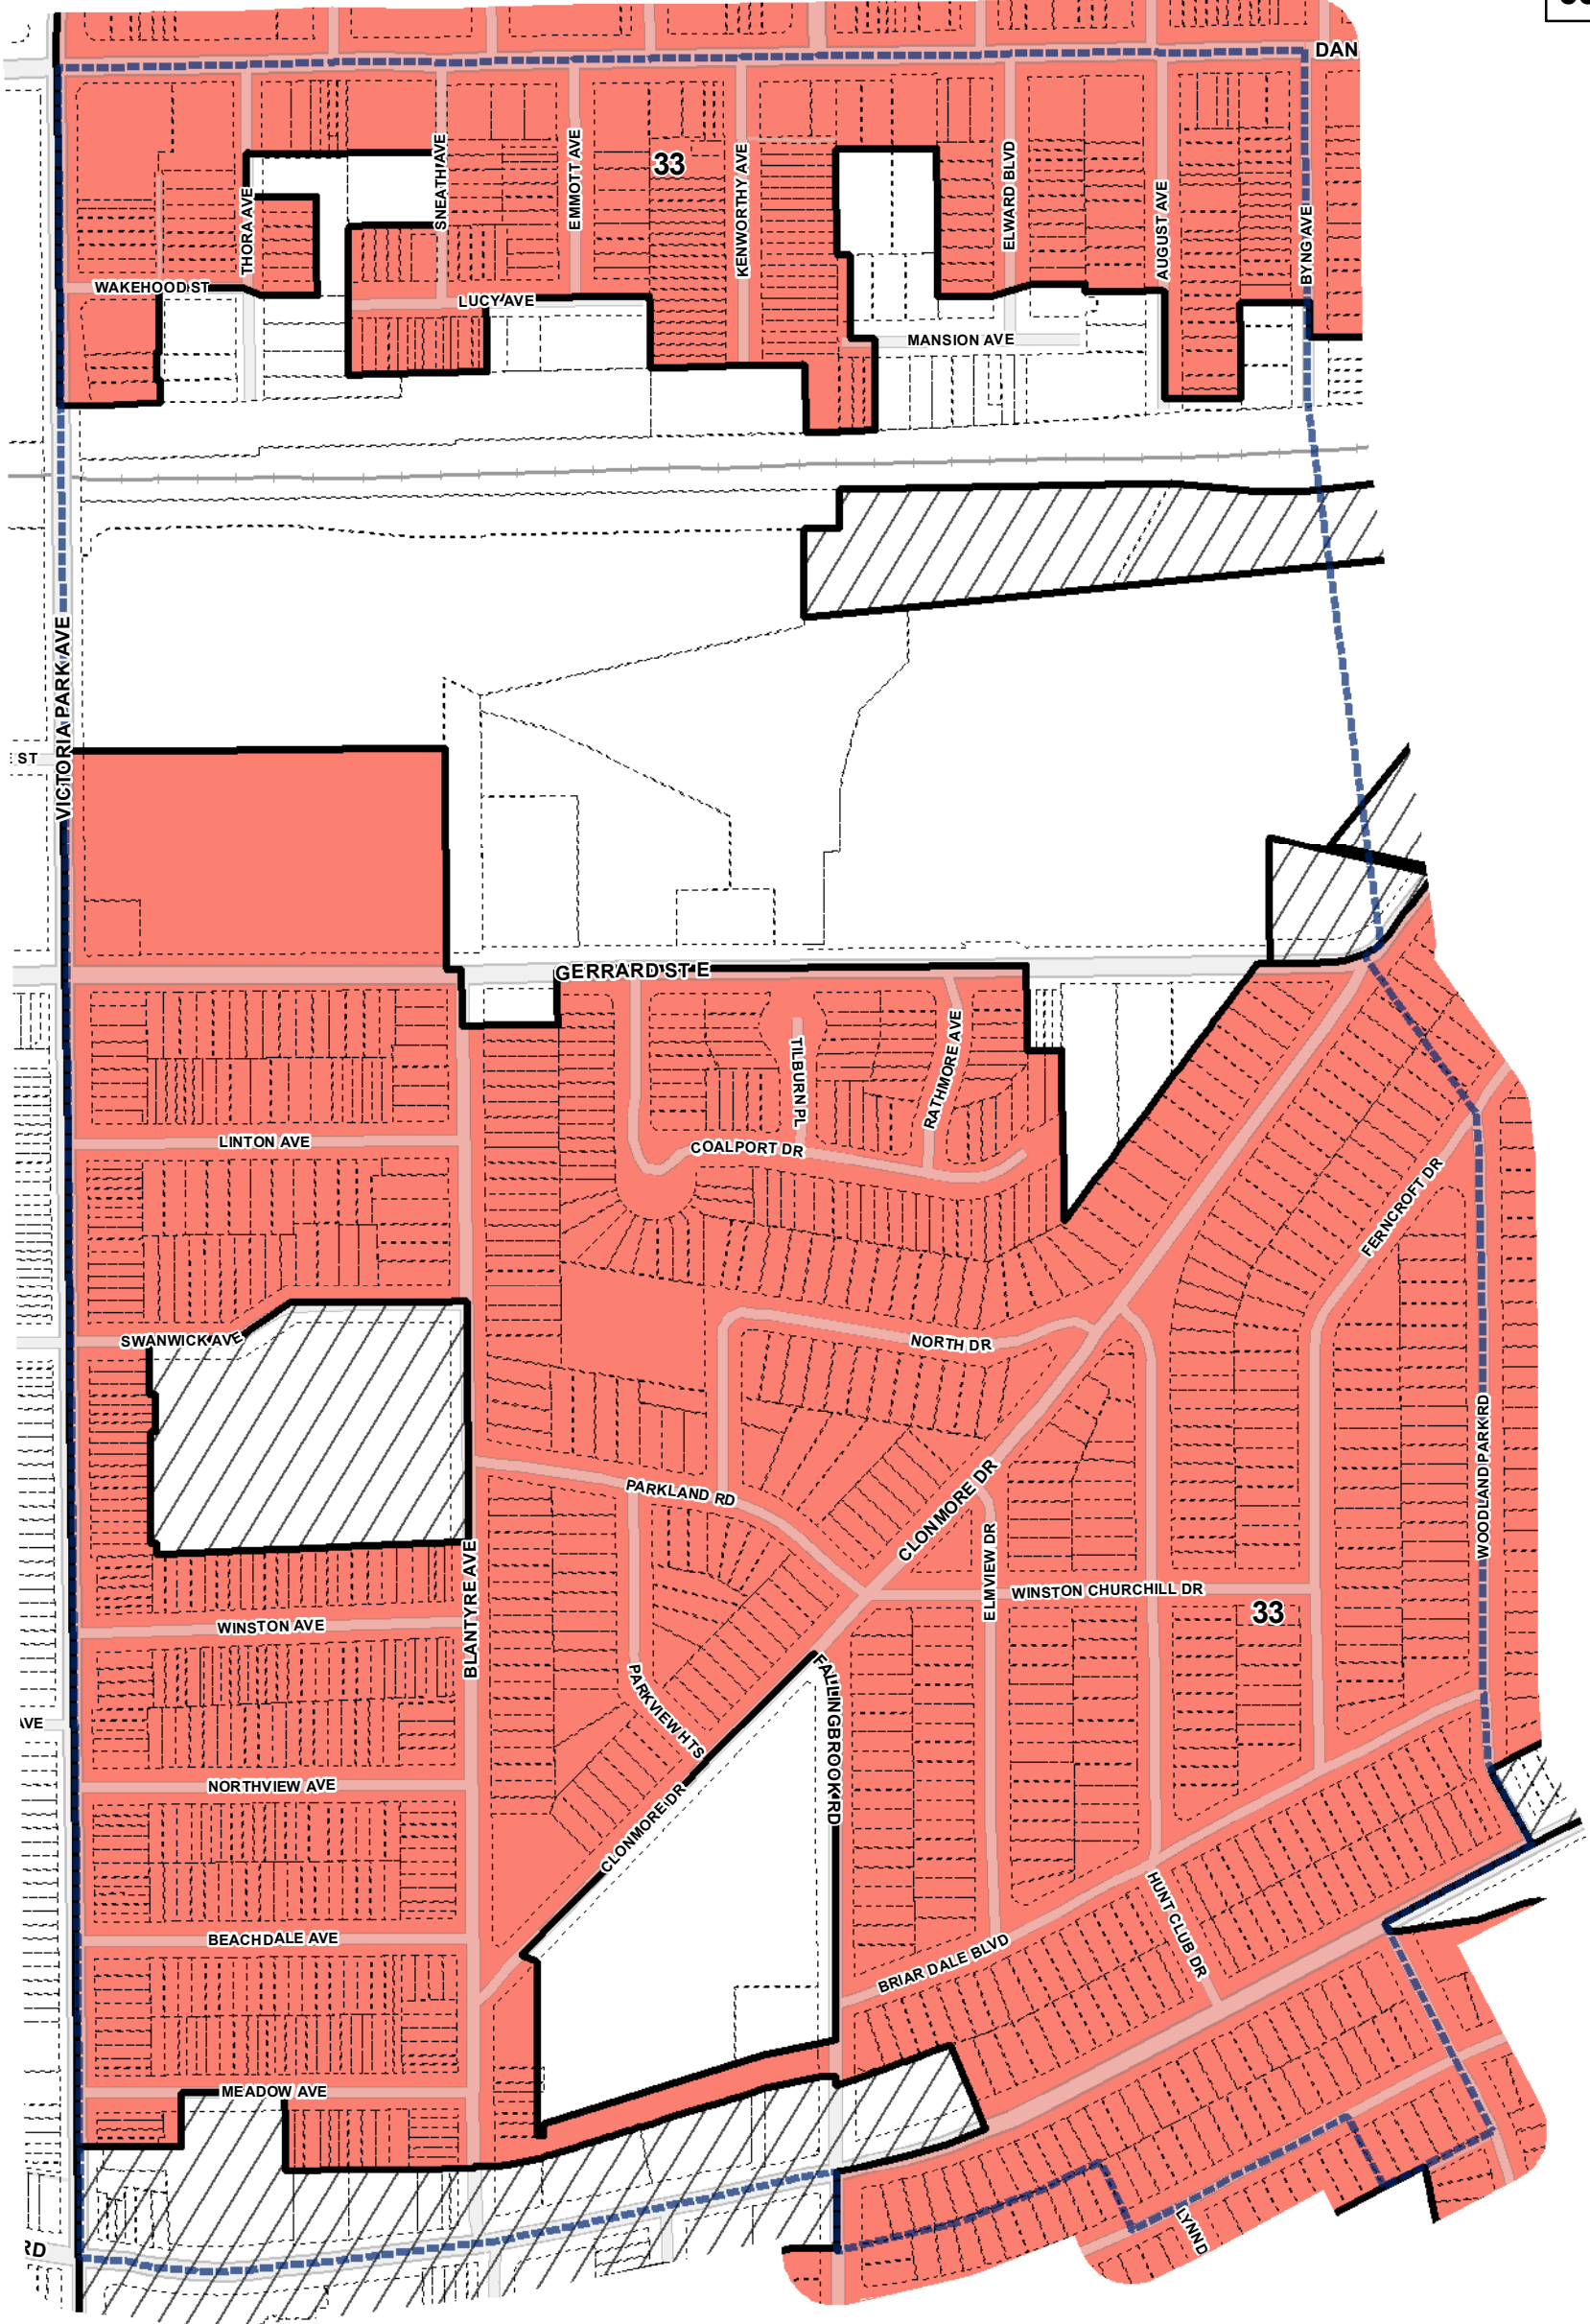 DAN
33
SNEATH AVE
EMMOTT AVE
KENWORTHY AVE
ELWARD BLVD
AUGUST AVE
BYNG AVE
THORA AVE
WAKEHOOD ST
LUCY AVE
MANSION AVE
VICTORIA PARK AVE
ST
GERRARD ST E
TILBURN PL
RATHMORE AVE
LINTON AVE
COALPORT DR
FERNCROFT DR
SWANWICK AVE
NORTH DR
WOODLAND PARK RD
PARKLAND RD
CLONMORE DR
ELMVIEW DR
WINSTON CHURCHILL DR
33
BLANTYRE AVE
WINSTON AVE
PARKVIEW HTS
FALLINGBROOK RD
AVE
NORTHVIEW AVE
CLONMORE DR
HUNT CLUB DR
BEACHDALE AVE
BRIAR DALE BLVD
MEADOW AVE
LYNND
RD